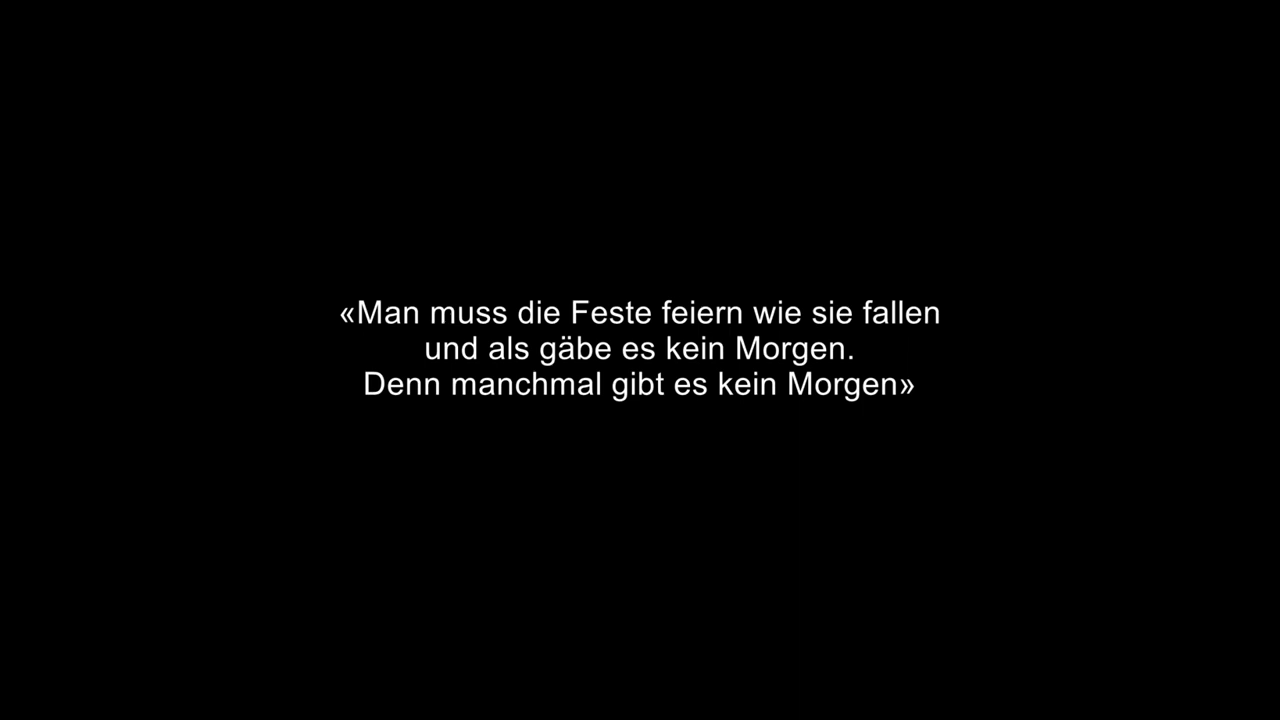 «Man muss die Feste feiern wie sie fallen
und als gäbe es kein Morgen.
Denn manchmal gibt es kein Morgen»